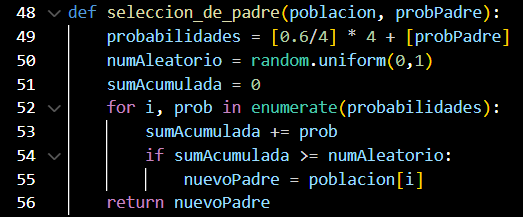 48 def seleccion_de_padre(poblacion, probPadre):
49     probabilidades = [0.6/4] * 4 + [probPadre]
50     numAleatorio = random.uniform(0,1)
51     sumAcumulada = 0
52     for i, prob in enumerate(probabilidades):
53         sumAcumulada += prob
54         if sumAcumulada >= numAleatorio:
55             nuevoPadre = poblacion[i]
56     return nuevoPadre